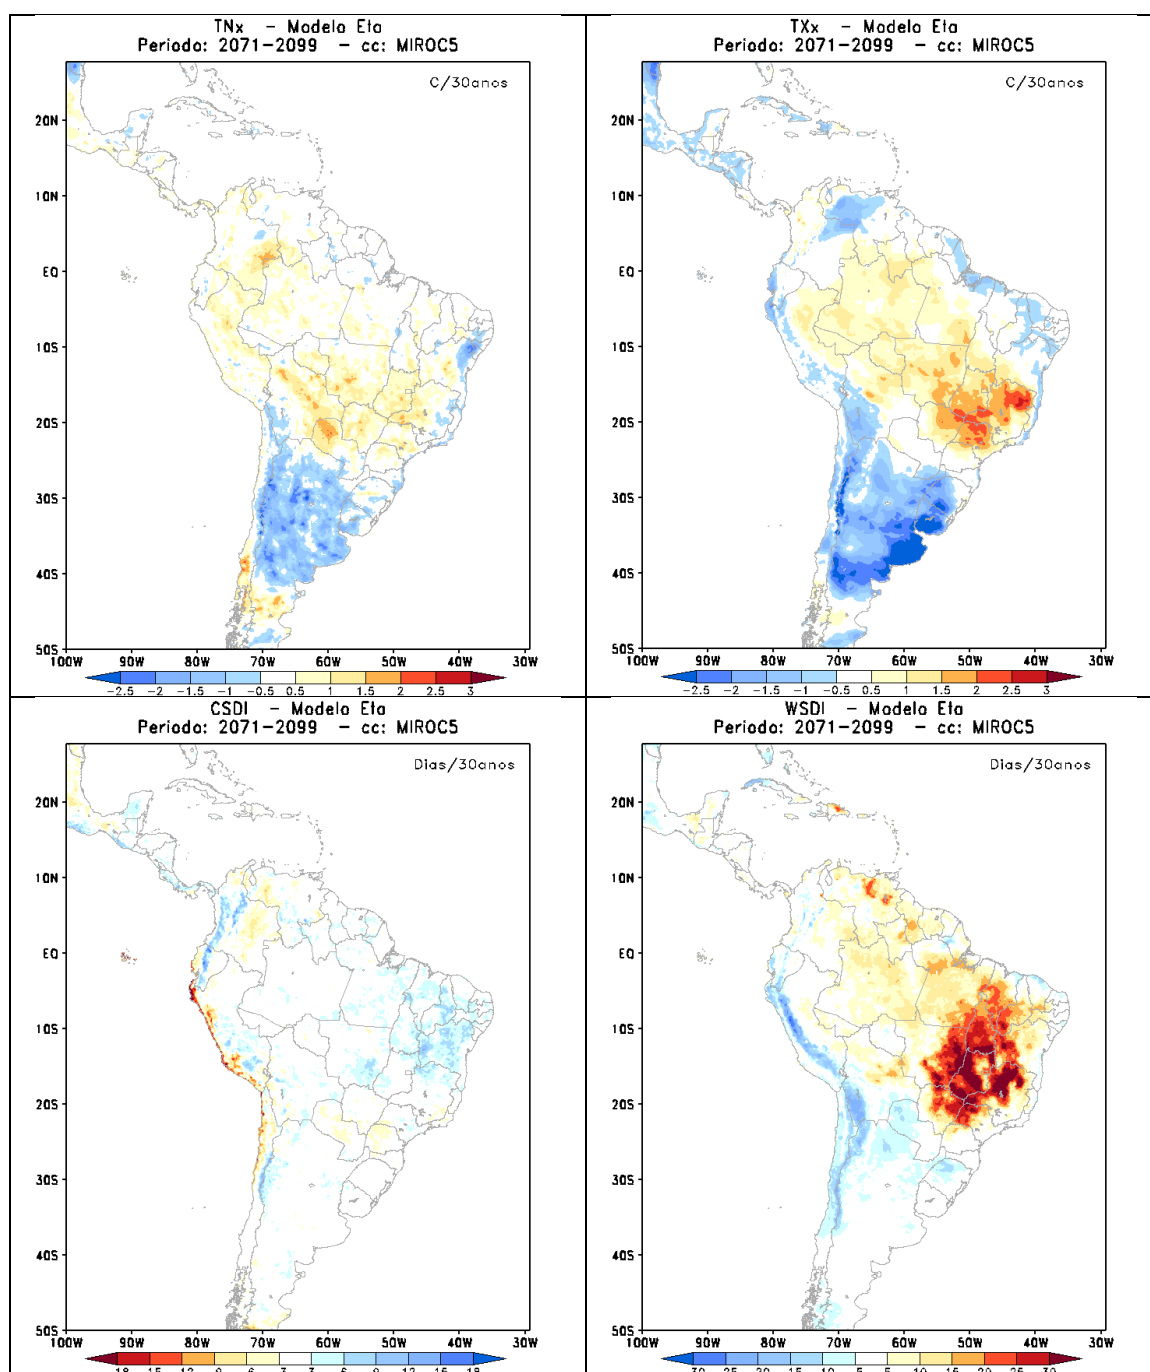 TNx - Modelo Eta
Periodo: 2071-2099 - cc: MIROC5
C/30anos
20N
10N
EQ
10S
20S
30S
40S
50S
100W 90W 80W 70W 60W 50W 40W 30W
-2.5 -2 -1.5 -1 -0.5 0.5 1 1.5 2 2.5 3
TXx - Modelo Eta
Periodo: 2071-2099 - cc: MIROC5
C/30anos
20N
10N
EQ
10S
20S
30S
40S
50S
100W 90W 80W 70W 60W 50W 40W 30W
-2.5 -2 -1.5 -1 -0.5 0.5 1 1.5 2 2.5 3
CSDI - Modelo Eta
Periodo: 2071-2099 - cc: MIROC5
Dias/30anos
20N
10N
EQ
10S
20S
30S
40S
50S
100W 90W 80W 70W 60W 50W 40W 30W
WSDI - Modelo Eta
Periodo: 2071-2099 - cc: MIROC5
Dias/30anos
20N
10N
EQ
10S
20S
30S
40S
50S
100W 90W 80W 70W 60W 50W 40W 30W